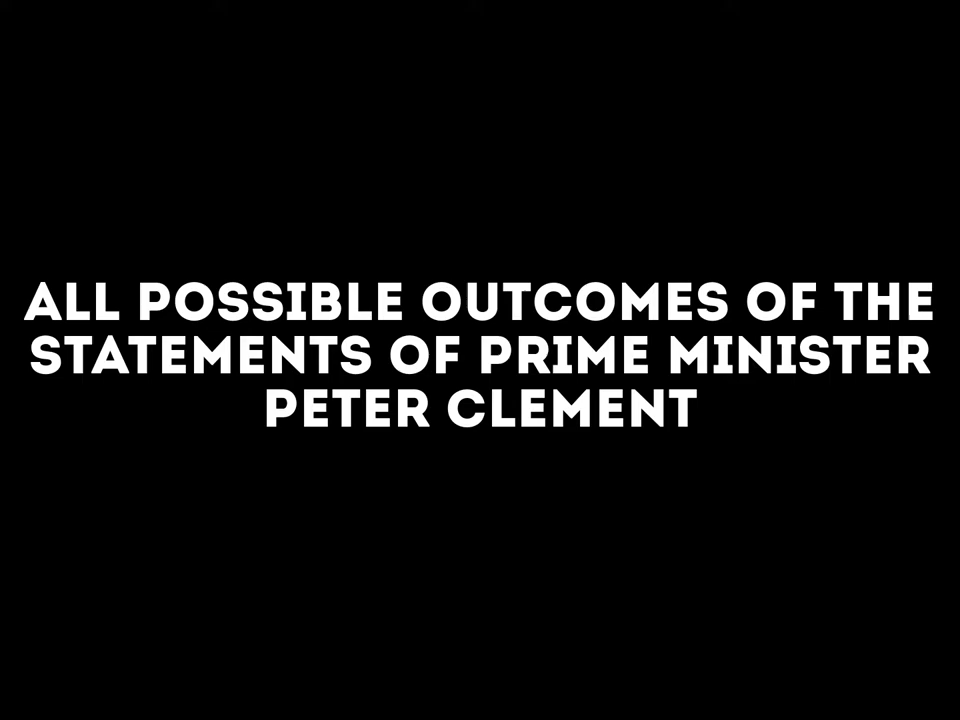 ALL POSSIBLE OUTCOMES OF THE
STATEMENTS OF PRIME MINISTER
PETER CLEMENT